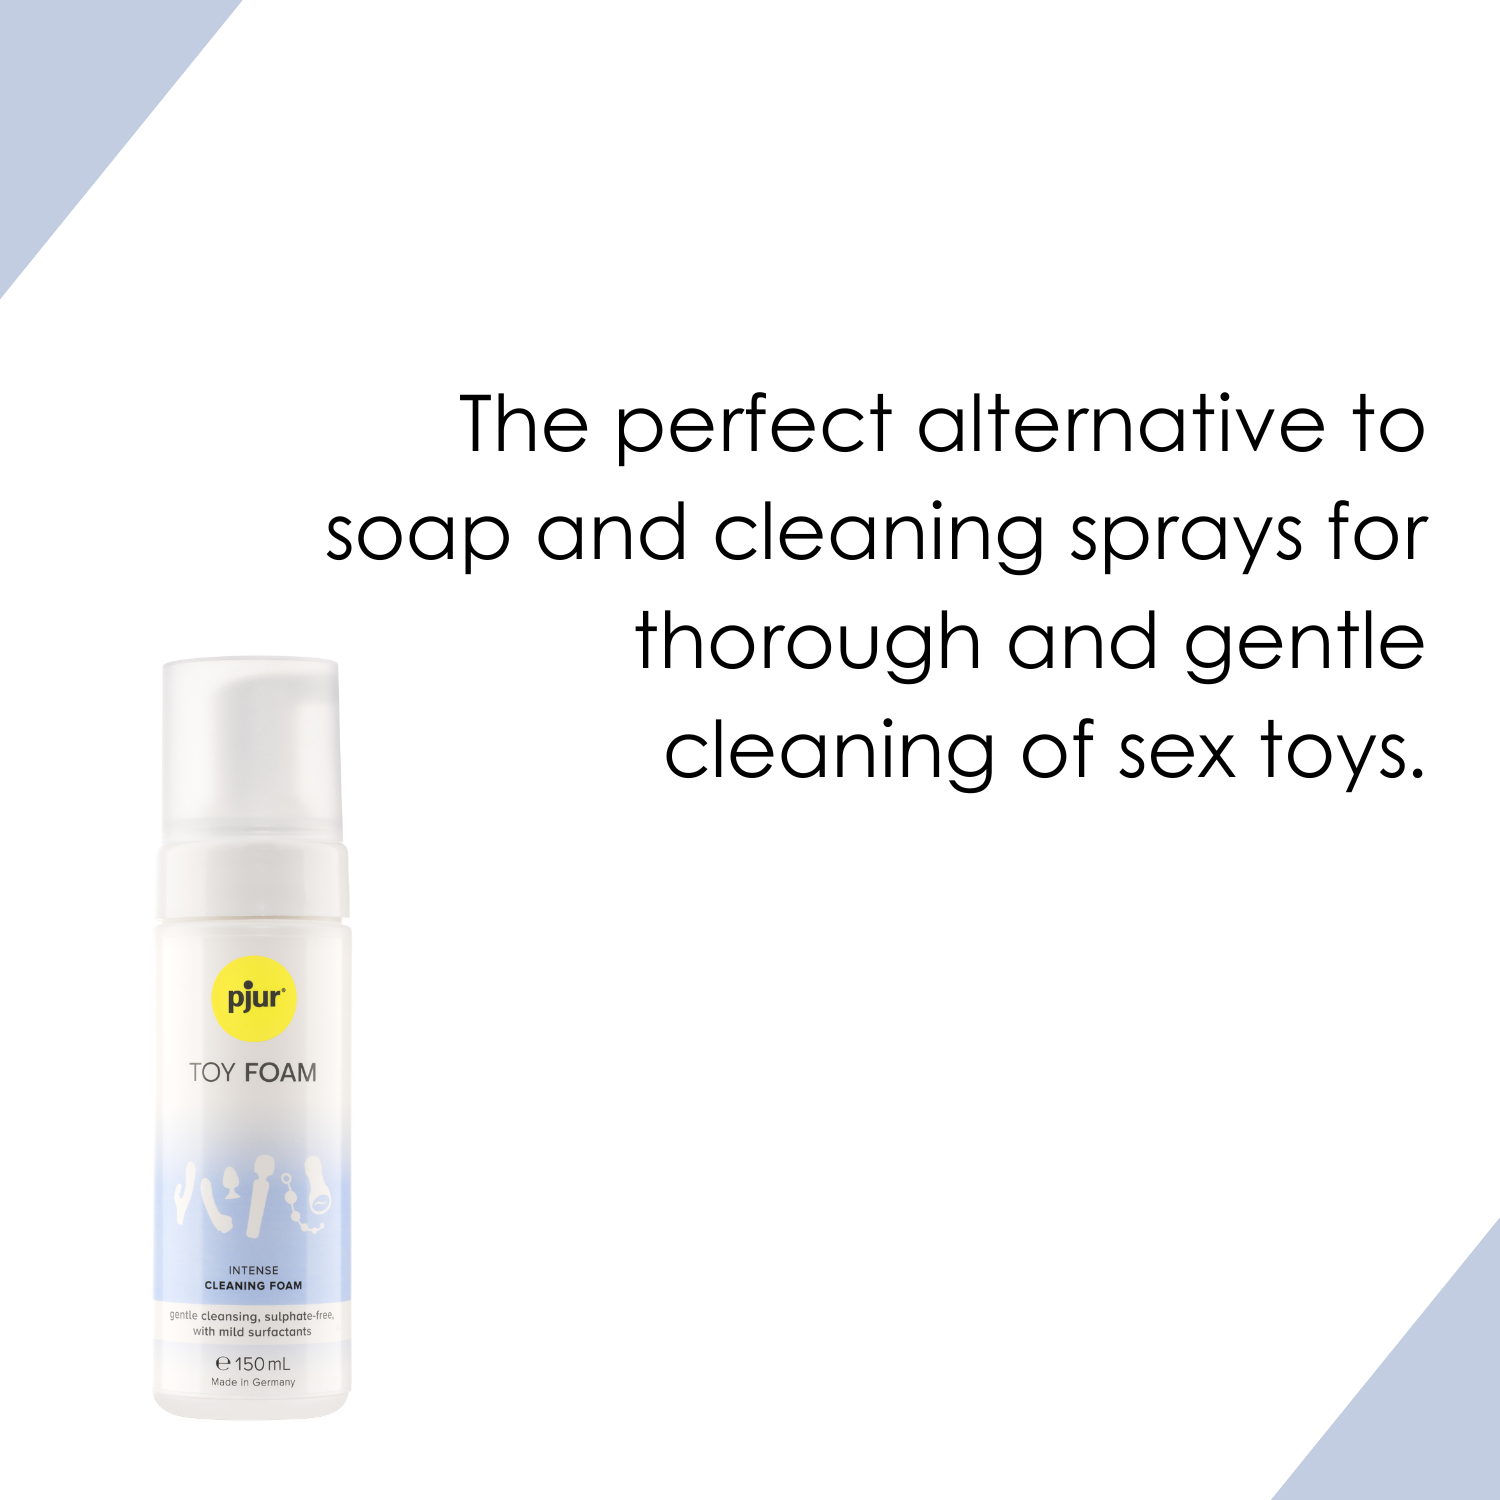 The perfect alternative to
soap and cleaning sprays for
thorough and gentle
cleaning of sex toys.
pjur®
TOY FOAM
INTENSE
CLEANING FOAM
gentle cleansing, sulphate-free,
with mild surfactants
℮ 150 mL
Made in Germany